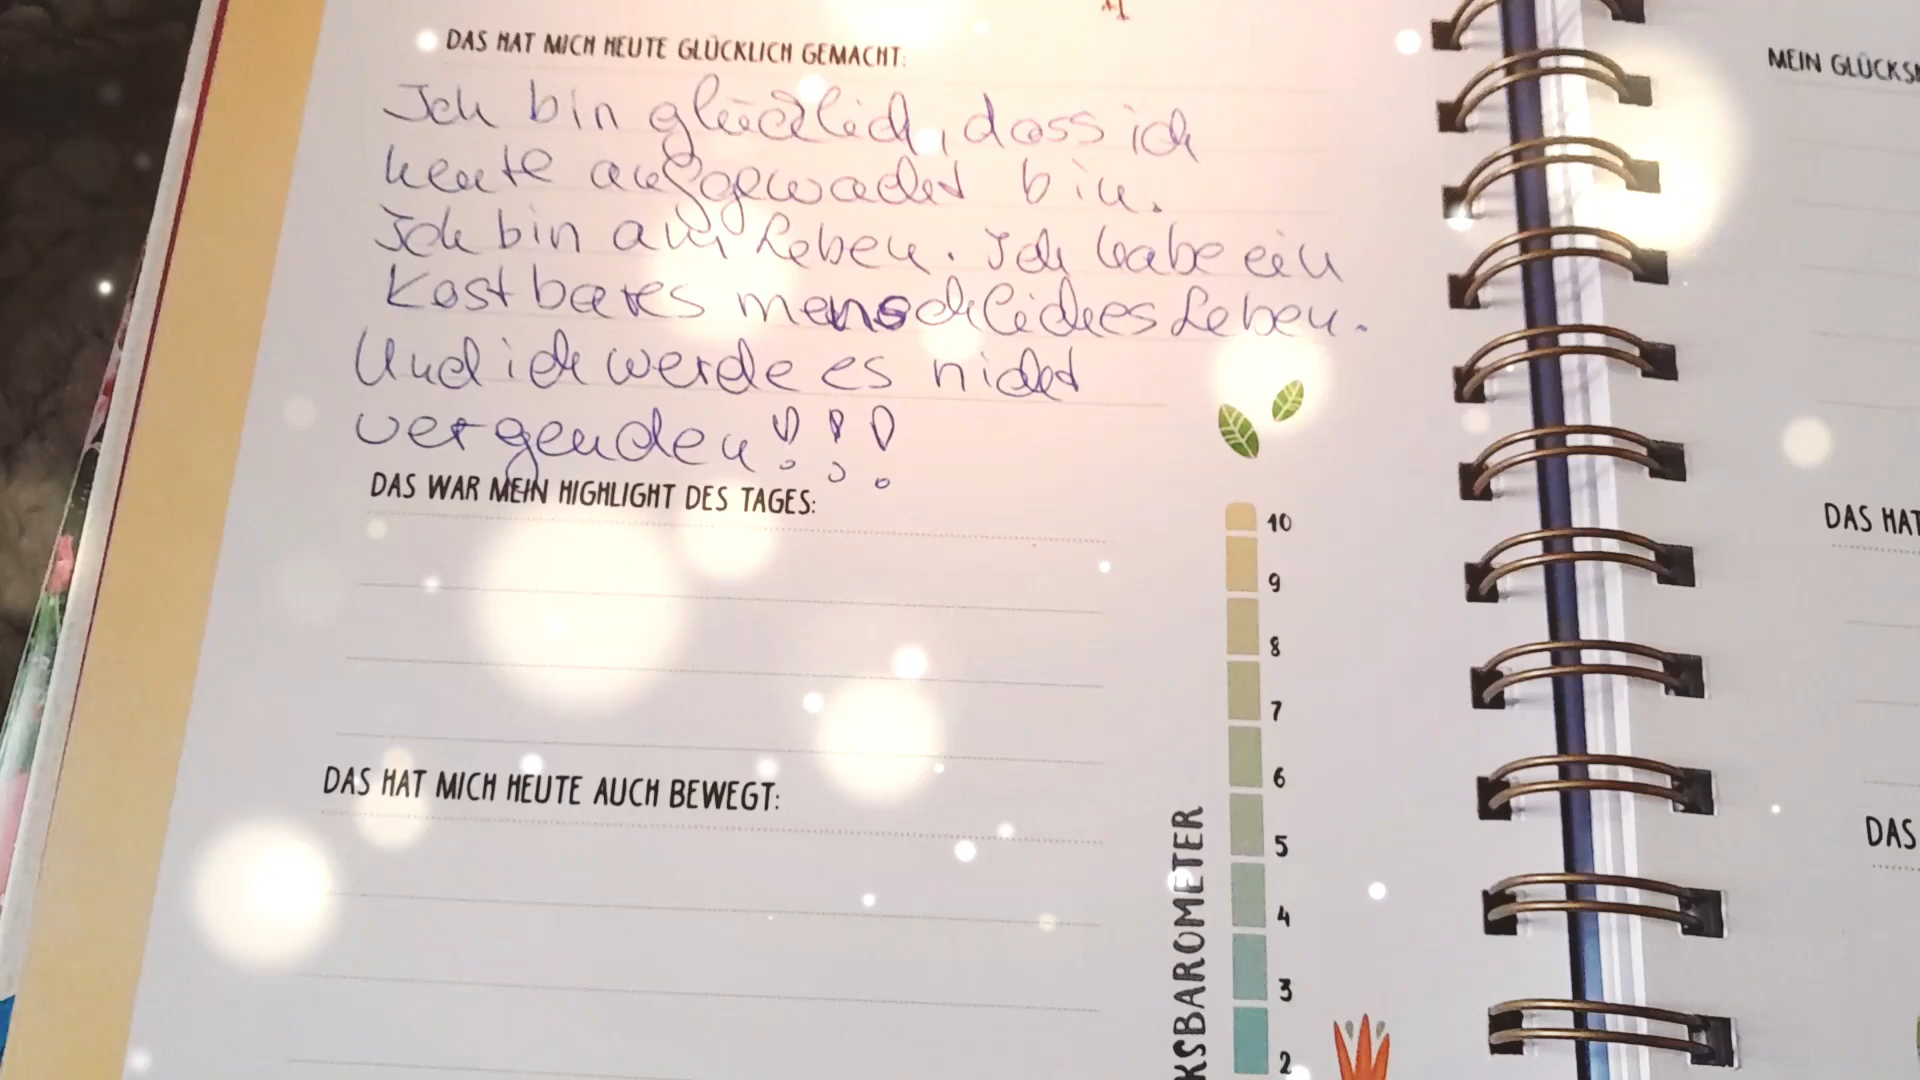 DAS HAT MICH HEUTE GLÜCKLICH GEMACHT:
Ich bin glücklich, dass ich
heute aufgewacht bin.
Ich bin am Leben. Ich habe ein
kostbares menschliches Leben.
Und ich werde es nicht
vergeuden!!!
DAS WAR MEIN HIGHLIGHT DES TAGES:
DAS HAT MICH HEUTE AUCH BEWEGT:
10
9
8
7
6
5
4
3
2
KSBAROMETER
MEIN GLÜCKS
DAS HAT
DAS